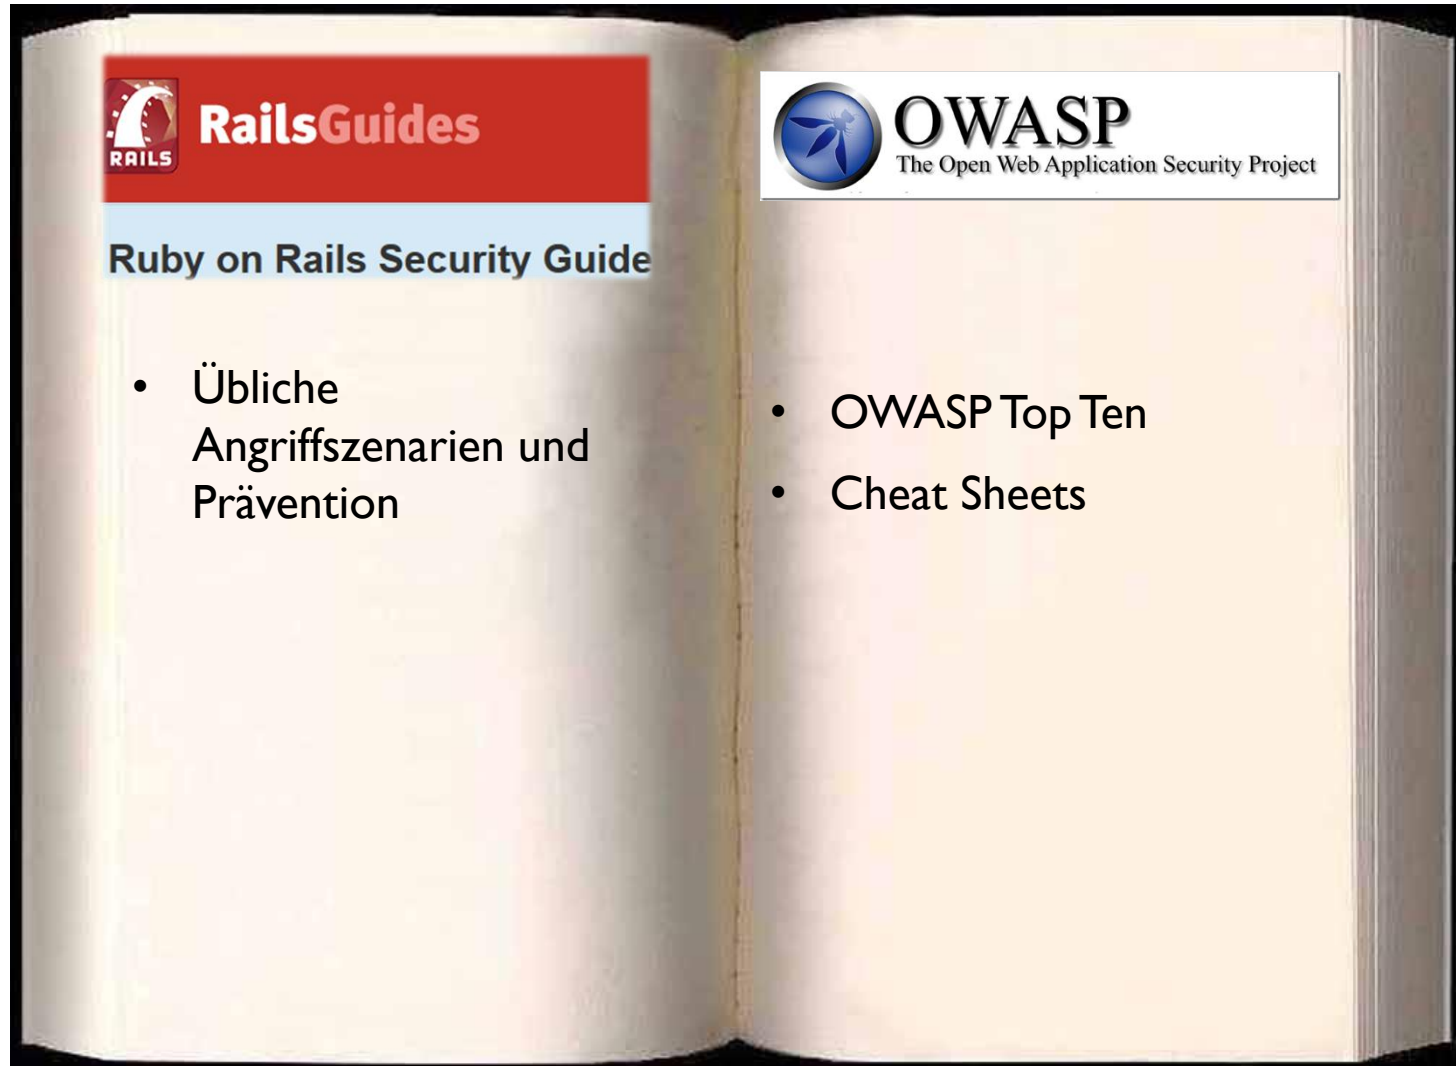 RAILS
RailsGuides
Ruby on Rails Security Guide
• Übliche
Angriffszenarien und
Prävention
OWASP
The Open Web Application Security Project
• OWASP Top Ten
• Cheat Sheets